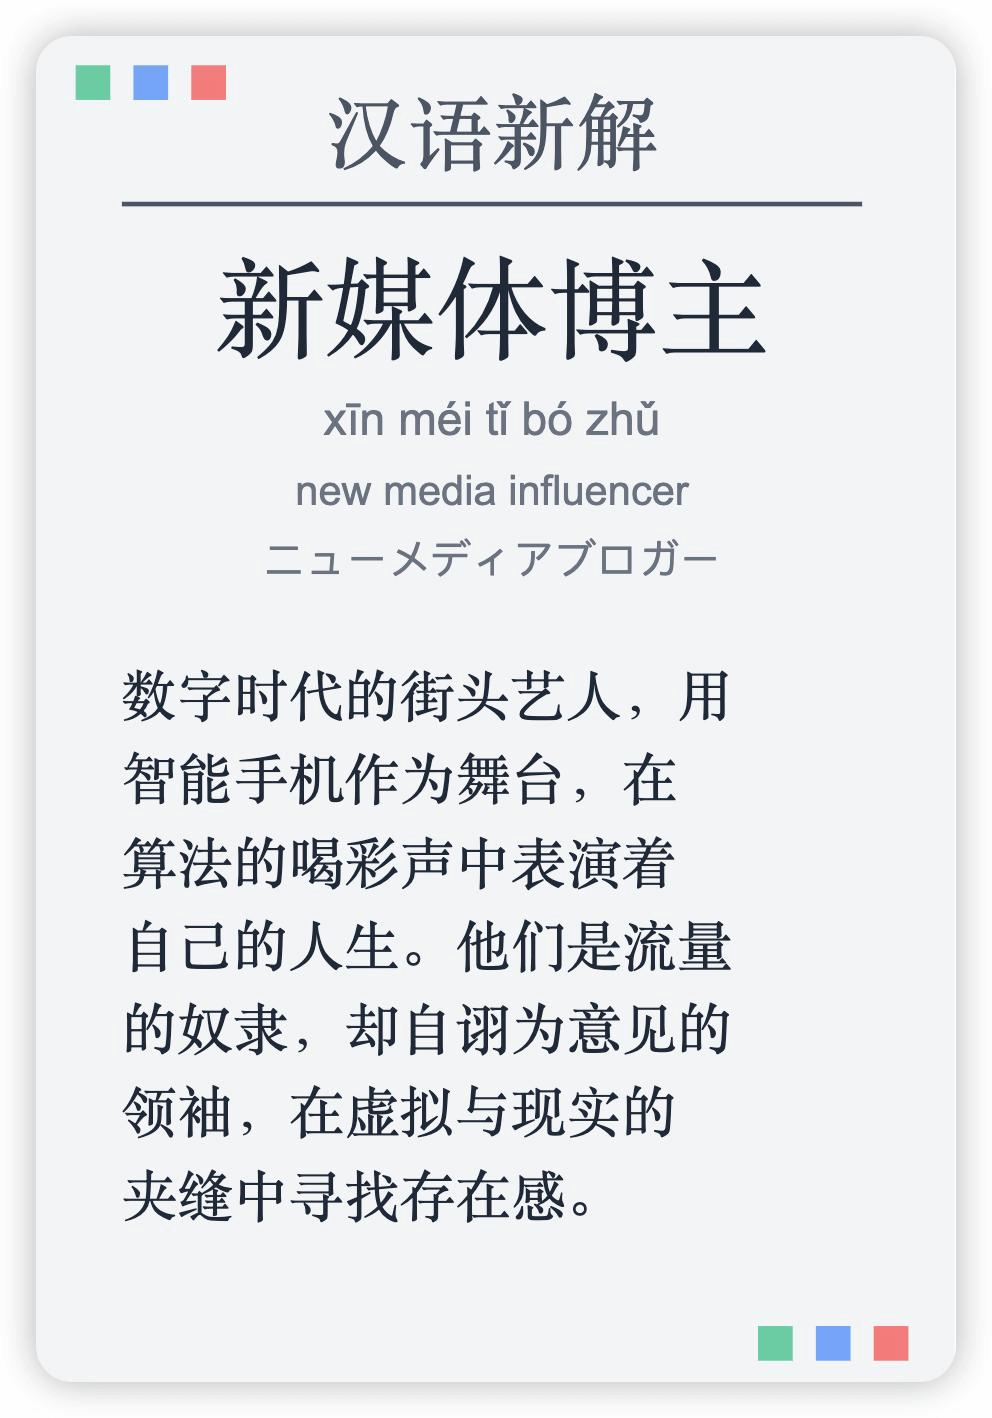 汉语新解
新媒体博主
xīn méi tǐ bó zhǔ
new media influencer
ニューメディアブロガー
数字时代的街头艺人，用
智能手机作为舞台，在
算法的喝彩声中表演着
自己的人生。他们是流量
的奴隶，却自诩为意见的
领袖，在虚拟与现实的
夹缝中寻找存在感。